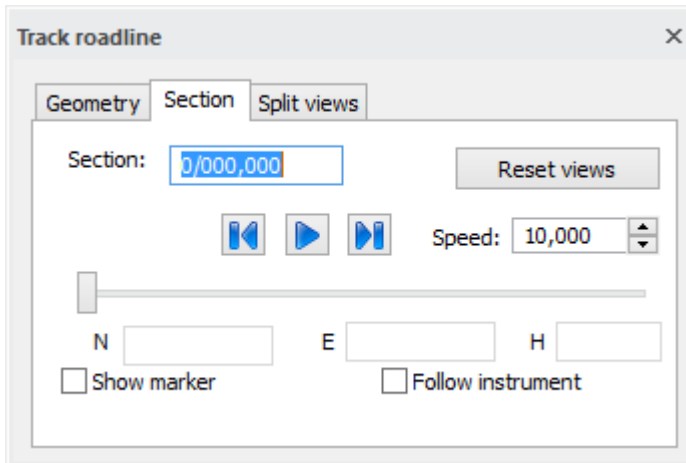 Track roadline
Geometry Section Split views
Section: 0/000,000 Reset views
Speed: 10,000
N E H
Show marker Follow instrument